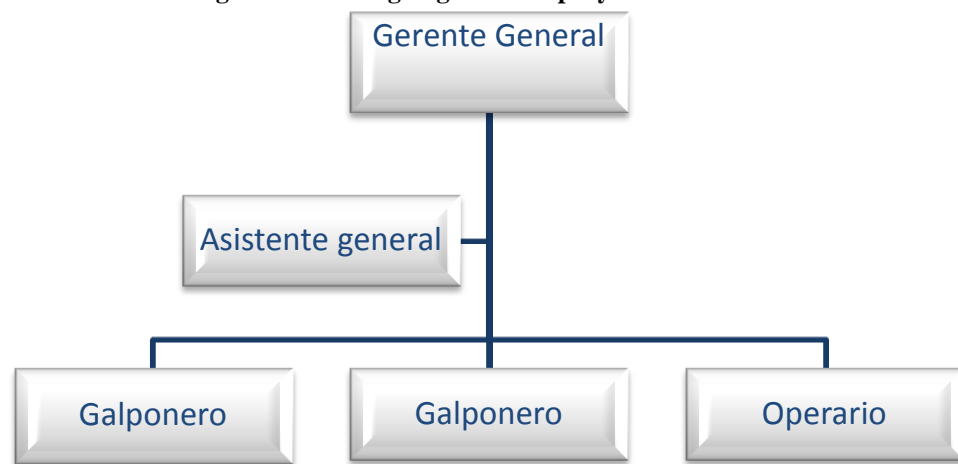 Gerente General
Asistente general
Galponero
Galponero
Operario